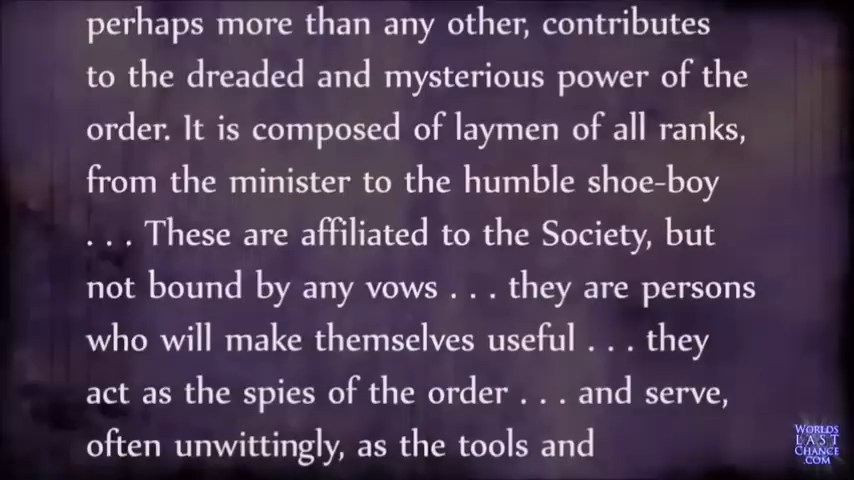 perhaps more than any other, contributes
to the dreaded and mysterious power of the
order. It is composed of laymen of all ranks,
from the minister to the humble shoe-boy
. . . These are affiliated to the Society, but
not bound by any vows . . . they are persons
who will make themselves useful . . . they
act as the spies of the order . . . and serve,
often unwittingly, as the tools and
WORLDS
LAST
CHANCE
.COM